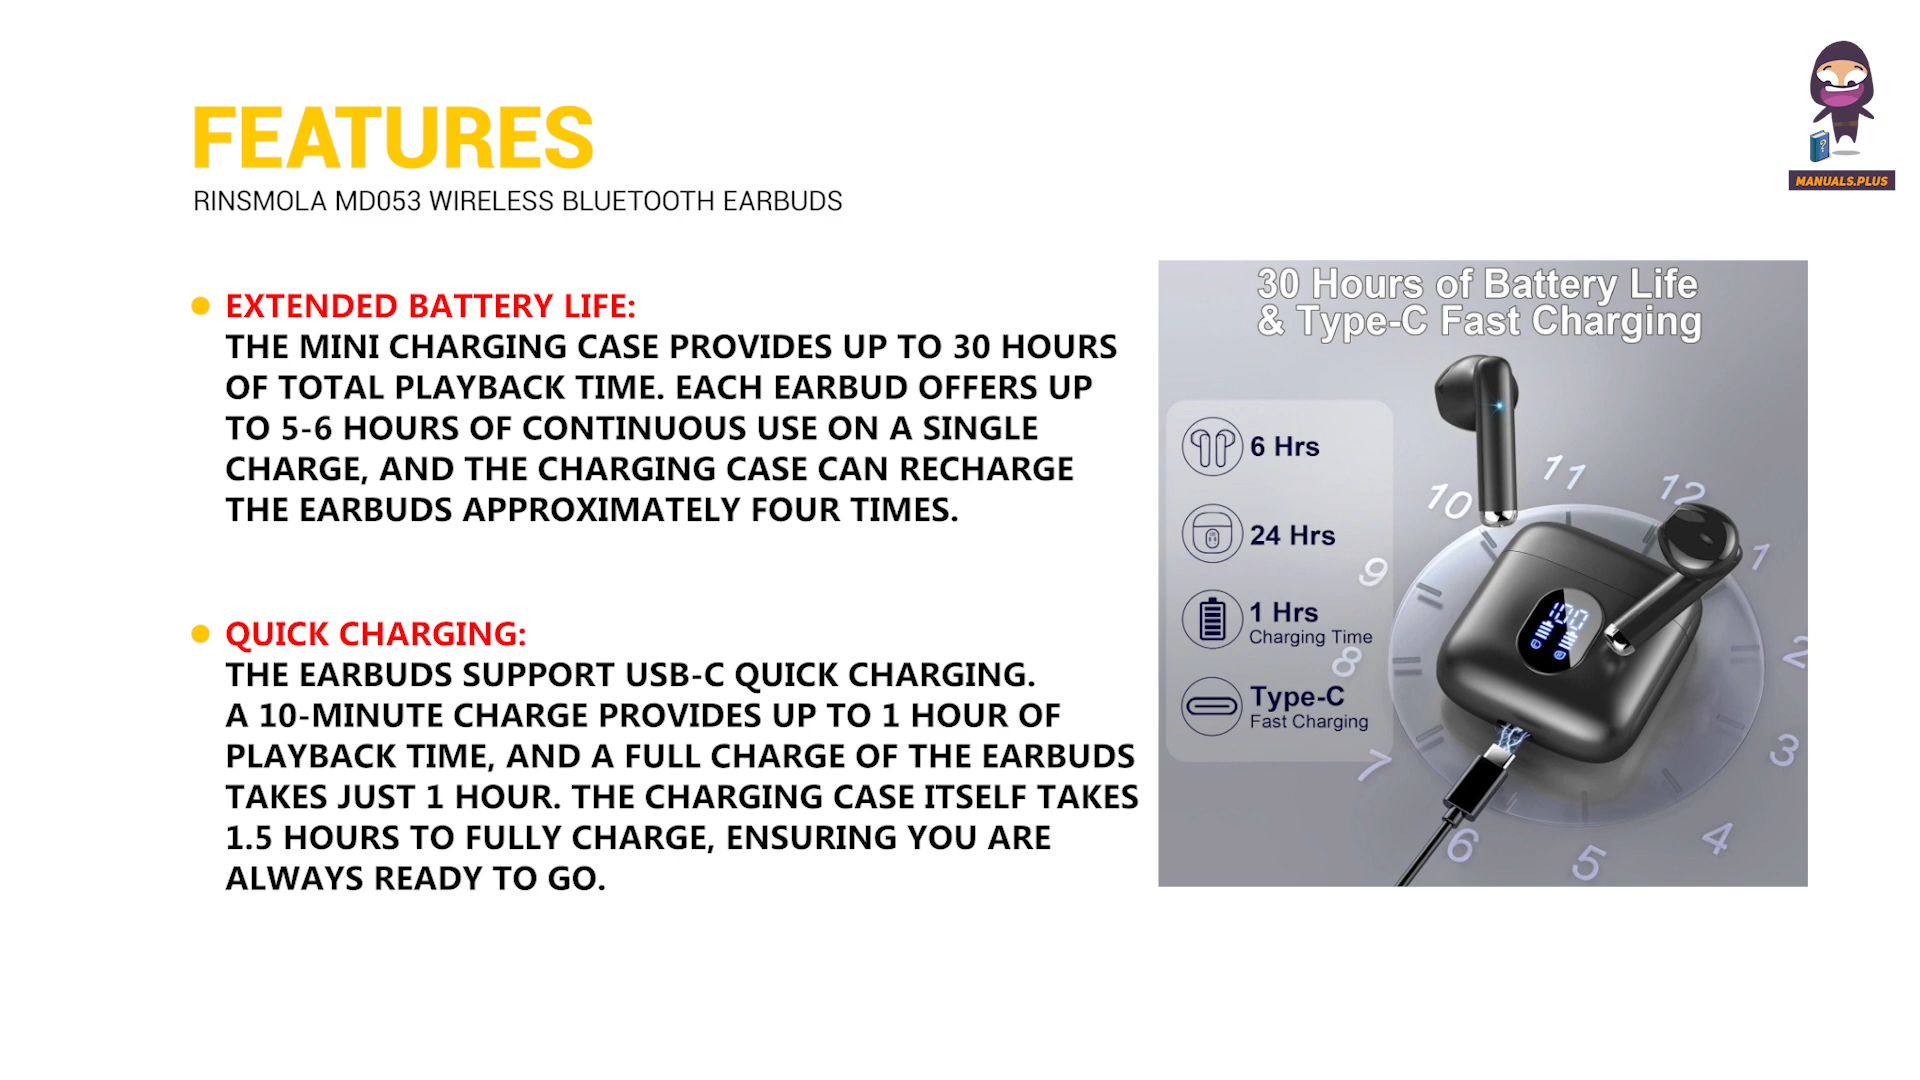 FEATURES
RINSMOLA MD053 WIRELESS BLUETOOTH EARBUDS
MANUALS.PLUS
EXTENDED BATTERY LIFE:
THE MINI CHARGING CASE PROVIDES UP TO 30 HOURS
OF TOTAL PLAYBACK TIME. EACH EARBUD OFFERS UP
TO 5-6 HOURS OF CONTINUOUS USE ON A SINGLE
CHARGE, AND THE CHARGING CASE CAN RECHARGE
THE EARBUDS APPROXIMATELY FOUR TIMES.
QUICK CHARGING:
THE EARBUDS SUPPORT USB-C QUICK CHARGING.
A 10-MINUTE CHARGE PROVIDES UP TO 1 HOUR OF
PLAYBACK TIME, AND A FULL CHARGE OF THE EARBUDS
TAKES JUST 1 HOUR. THE CHARGING CASE ITSELF TAKES
1.5 HOURS TO FULLY CHARGE, ENSURING YOU ARE
ALWAYS READY TO GO.
30 Hours of Battery Life
& Type-C Fast Charging
6 Hrs
24 Hrs
1 Hrs
Charging Time
Type-C
Fast Charging
11
12
10
1
9
100
2
8
3
7
4
6
5